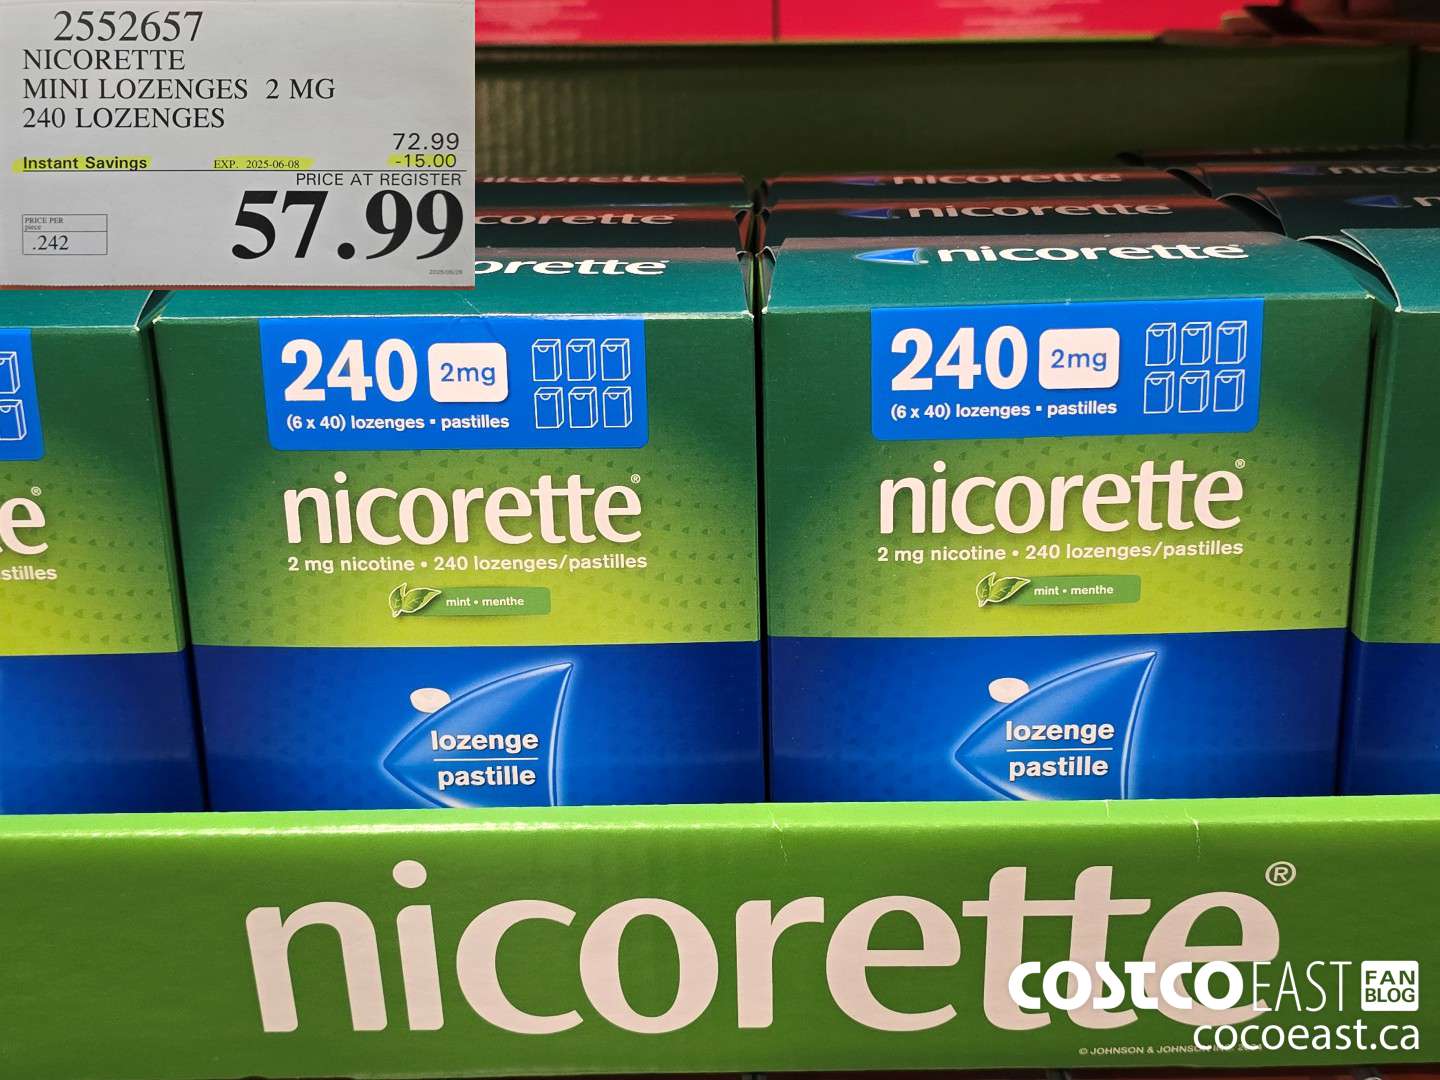 2552657
NICORETTE
MINI LOZENGES 2 MG
240 LOZENGES
72.99
Instant Savings EXP. 2025-06-08 -15.00
PRICE AT REGISTER
57.99
PRICE PER
piece
.242
nicorette
nicorette
nicorette
240 2mg
(6 x 40) lozenges • pastilles
nicorette®
2 mg nicotine • 240 lozenges/pastilles
mint • menthe
lozenge
pastille
240 2mg
(6 x 40) lozenges • pastilles
nicorette®
2 mg nicotine • 240 lozenges/pastilles
mint • menthe
lozenge
pastille
nicorette®
© JOHNSON & JOHNSON
COSTCO EAST FAN BLOG
cocoeast.ca